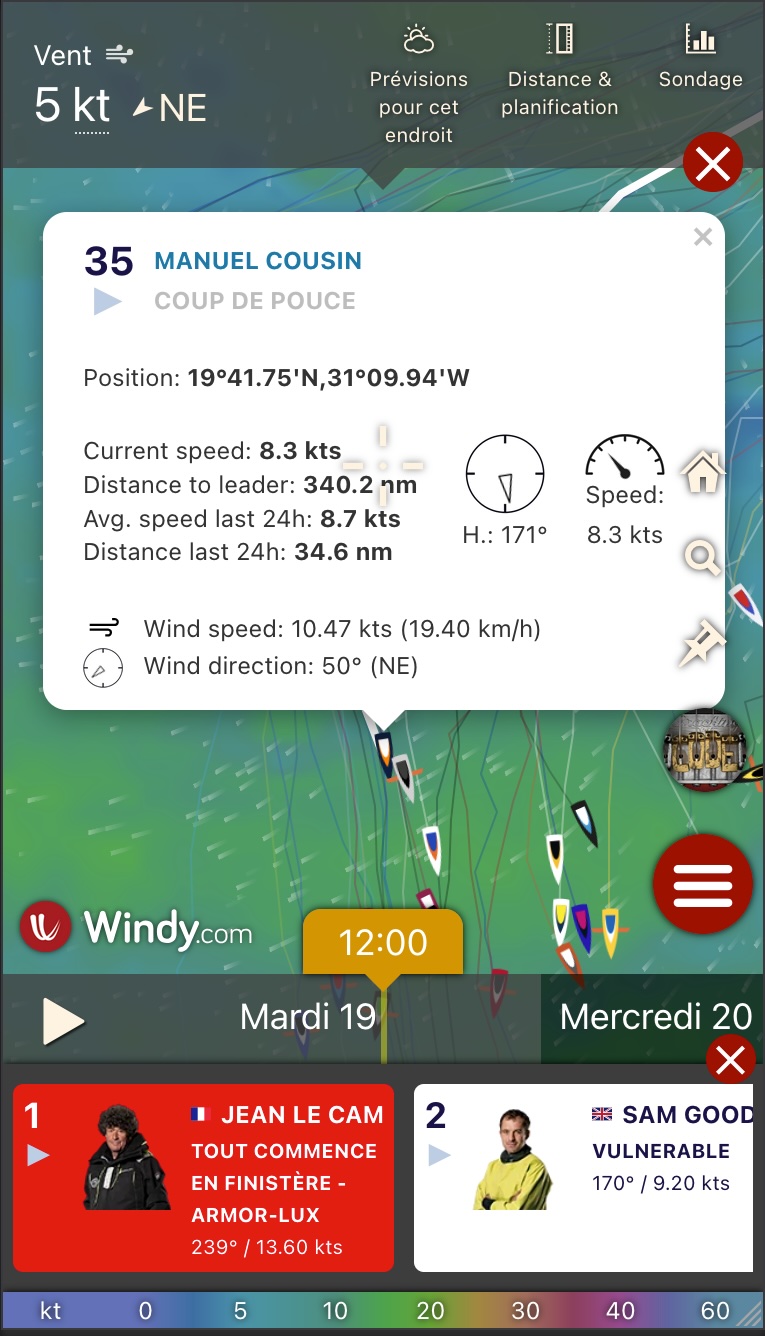 Vent
5 kt NE
Prévisions
pour cet
endroit
Distance &
planification
Sondage
35 MANUEL COUSIN
COUP DE POUCE
Position: 19°41.75'N,31°09.94'W
Current speed: 8.3 kts
Distance to leader: 340.2 nm
Avg. speed last 24h: 8.7 kts
Distance last 24h: 34.6 nm
H.: 171°
Speed:
8.3 kts
Wind speed: 10.47 kts (19.40 km/h)
Wind direction: 50° (NE)
Windy.com
12:00
Mardi 19
Mercredi 20
1 JEAN LE CAM
TOUT COMMENCE
EN FINISTÈRE -
ARMOR-LUX
239° / 13.60 kts
2 SAM GOOD
VULNERABLE
170° / 9.20 kts
kt 0 5 10 20 30 40 60